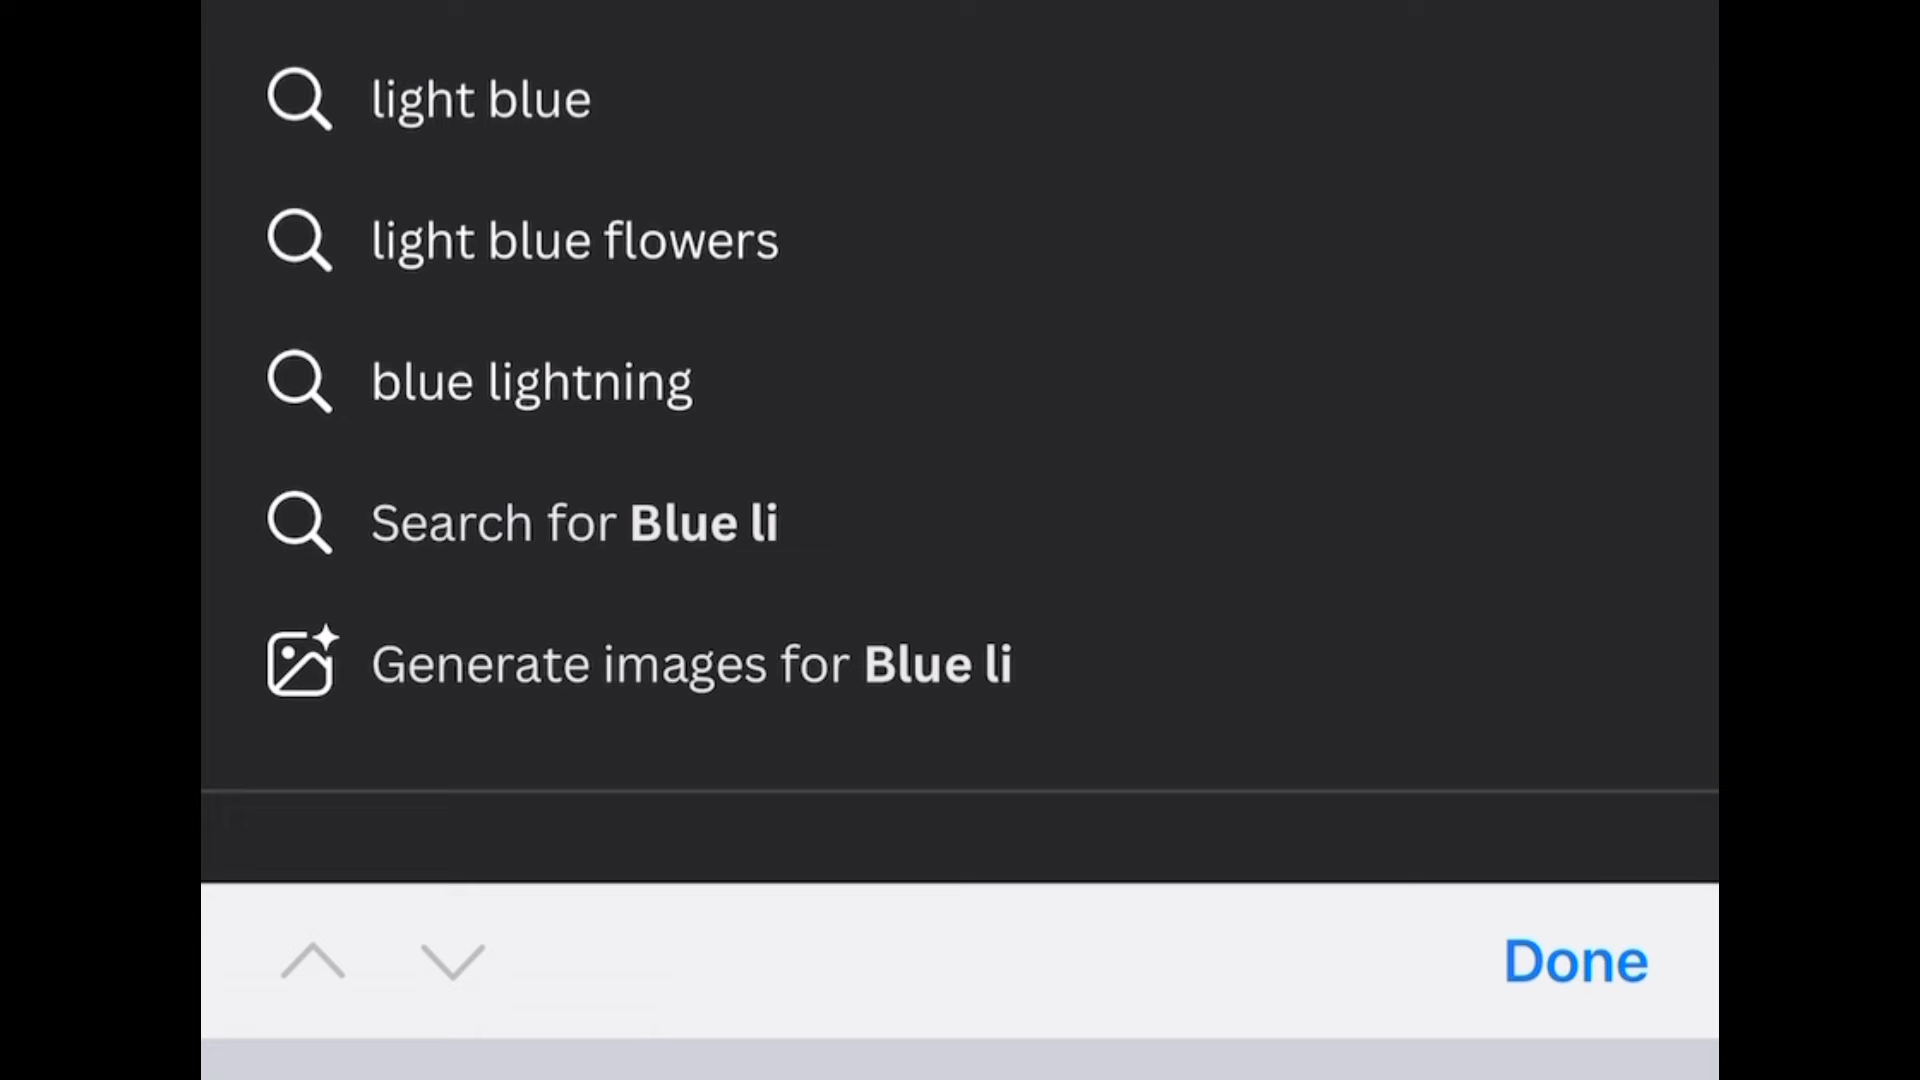 light blue
light blue flowers
blue lightning
Search for Blue li
Generate images for Blue li
Done